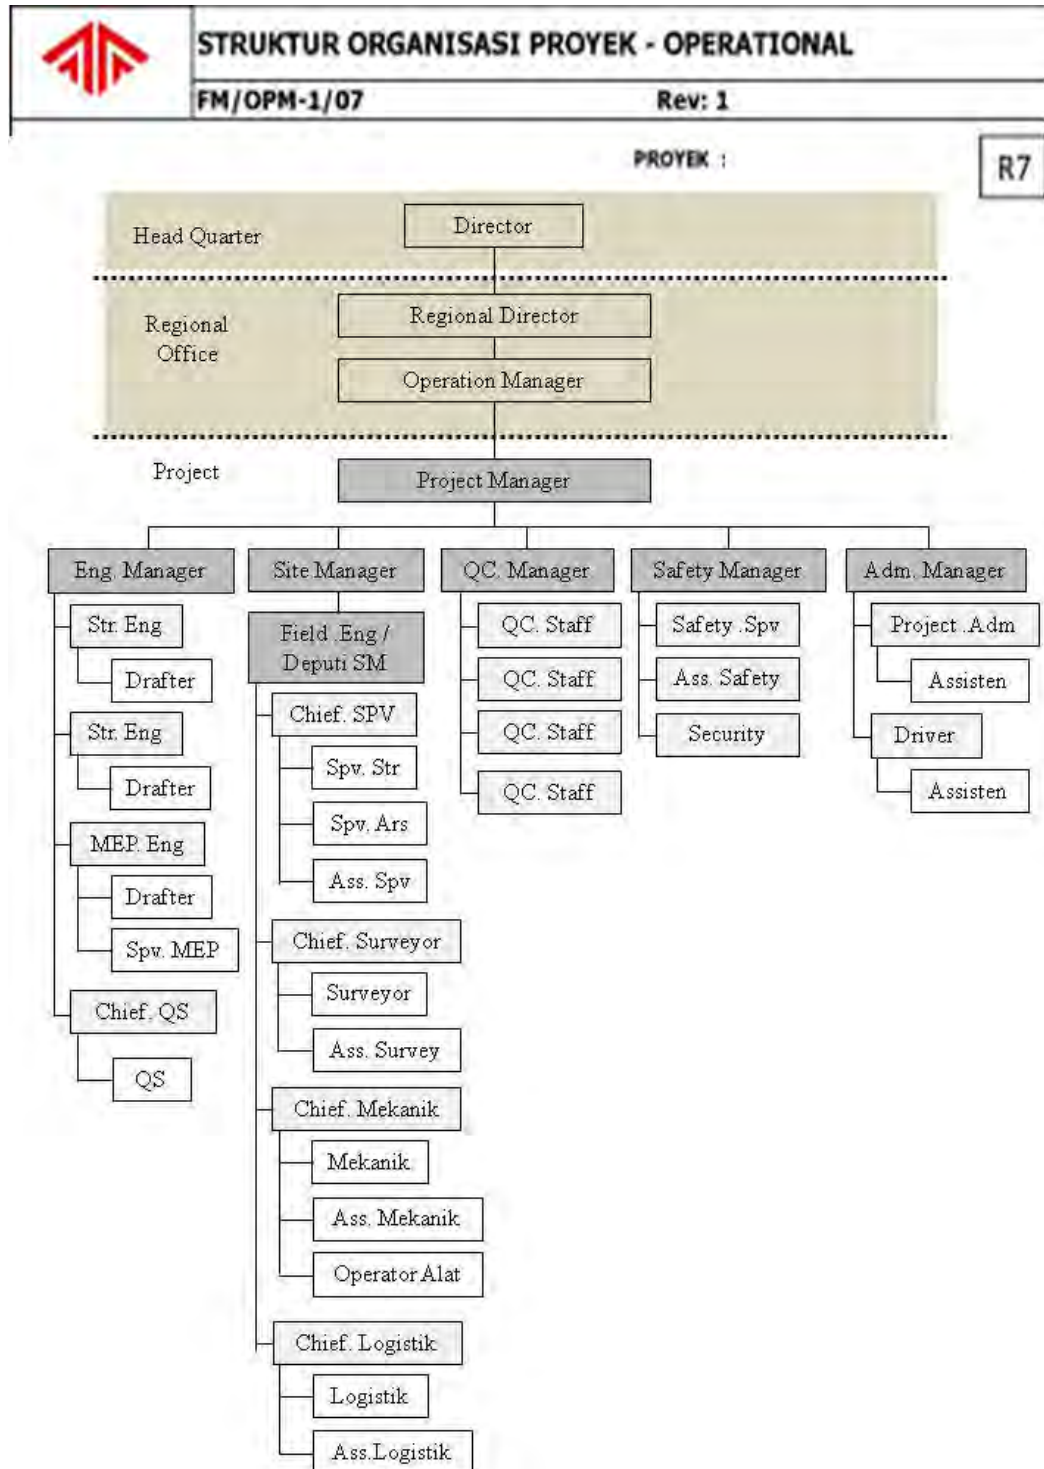 STRUKTUR ORGANISASI PROYEK - OPERATIONAL
FM/OPM-1/07 Rev: 1
PROYEK :
R7
Head Quarter
Director
Regional
Office
Regional Director
Operation Manager
Project
Project Manager
Eng. Manager
Str. Eng
Drafter
Str. Eng
Drafter
MEP. Eng
Drafter
Spv. MEP
Chief. QS
QS
Site Manager
Field .Eng /
Deputi SM
Chief. SPV
Spv. Str
Spv. Ars
Ass. Spv
Chief. Surveyor
Surveyor
Ass. Survey
Chief. Mekanik
Mekanik
Ass. Mekanik
Operator Alat
Chief. Logistik
Logistik
Ass.Logistik
QC. Manager
QC. Staff
QC. Staff
QC. Staff
QC. Staff
Safety Manager
Safety .Spv
Ass. Safety
Security
Adm. Manager
Project .Adm
Assisten
Driver
Assisten